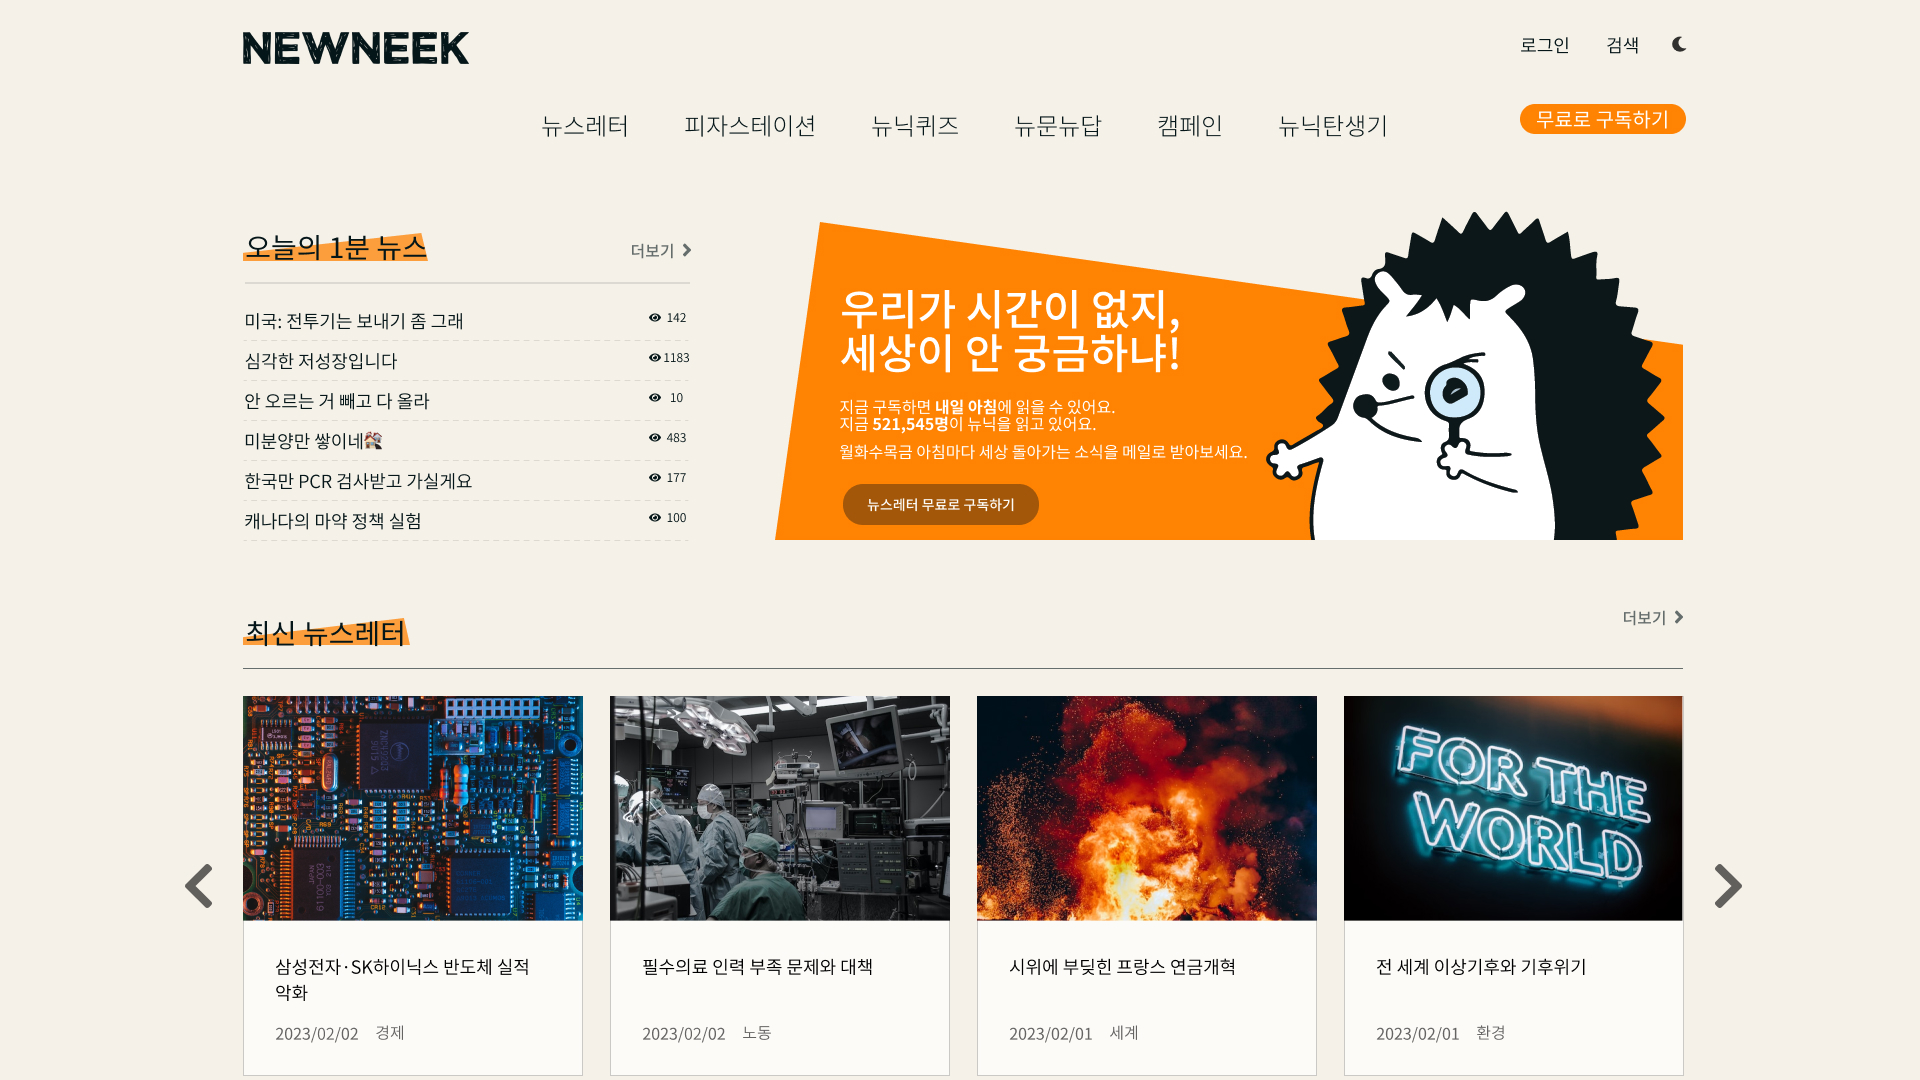 NEWNEEK
로그인
검색
뉴스레터
피자스테이션
뉴닉퀴즈
뉴문뉴답
캠페인
뉴닉탄생기
무료로 구독하기
오늘의 1분 뉴스
더보기
미국: 전투기는 보내기 좀 그래
142
심각한 저성장입니다
1183
안 오르는 거 빼고 다 올라
10
미분양만 쌓이네🏚
483
한국만 PCR 검사받고 가실게요
177
캐나다의 마약 정책 실험
100
우리가 시간이 없지,
세상이 안 궁금하냐!
지금 구독하면 내일 아침에 읽을 수 있어요.
지금 521,545명이 뉴닉을 읽고 있어요.
월화수목금 아침마다 세상 돌아가는 소식을 메일로 받아보세요.
뉴스레터 무료로 구독하기
최신 뉴스레터
더보기
FOR THE
WORLD
삼성전자·SK하이닉스 반도체 실적
악화
2023/02/02 경제
필수의료 인력 부족 문제와 대책
2023/02/02 노동
시위에 부딪힌 프랑스 연금개혁
2023/02/01 세계
전 세계 이상기후와 기후위기
2023/02/01 환경